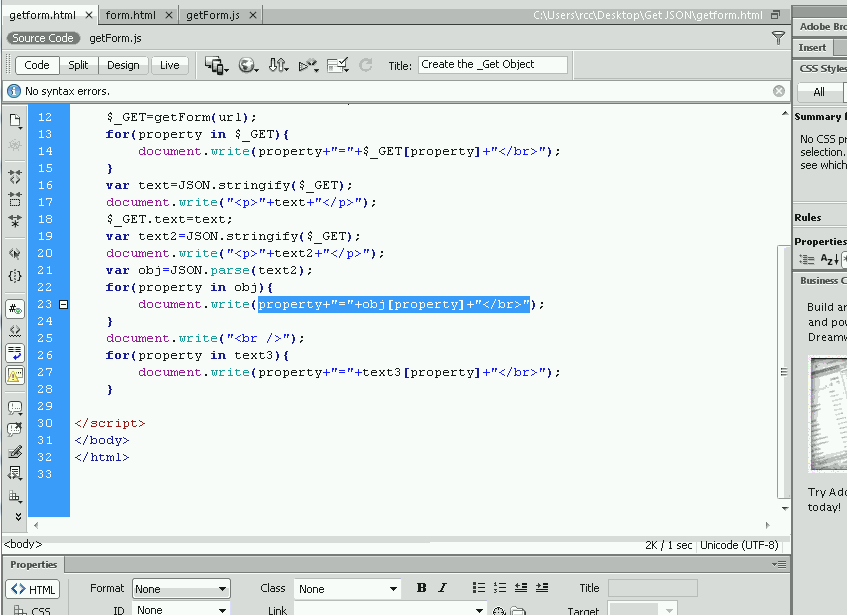 getform.html × form.html × getForm.js × C:\Users\rcc\Desktop\Get JSON\getform.html
Source Code getForm.js
Code Split Design Live Title: Create the _Get Object
No syntax errors.
12 $_GET=getForm(url);
13 for(property in $_GET){
14 document.write(property+"="+$_GET[property]+"</br>");
15 }
16 var text=JSON.stringify($_GET);
17 document.write("<p>"+text+"</p>");
18 $_GET.text=text;
19 var text2=JSON.stringify($_GET);
20 document.write("<p>"+text2+"</p>");
21 var obj=JSON.parse(text2);
22 for(property in obj){
23 document.write(property+"="+obj[property]+"</br>");
24 }
25 document.write("<br />");
26 for(property in text3){
27 document.write(property+"="+text3[property]+"</br>");
28 }
29
30 </script>
31 </body>
32 </html>
33
<body> 2K / 1 sec Unicode (UTF-8)
Properties
HTML Format None Class None B I Title
CSS ID None Link Target
Adobe Br
Insert
CSS Styles
All
Summary f
No CSS pr
selection.
see which
Rules
Properties
Az
Business C
Build an
and pow
Dreamw
Try Ado
today!